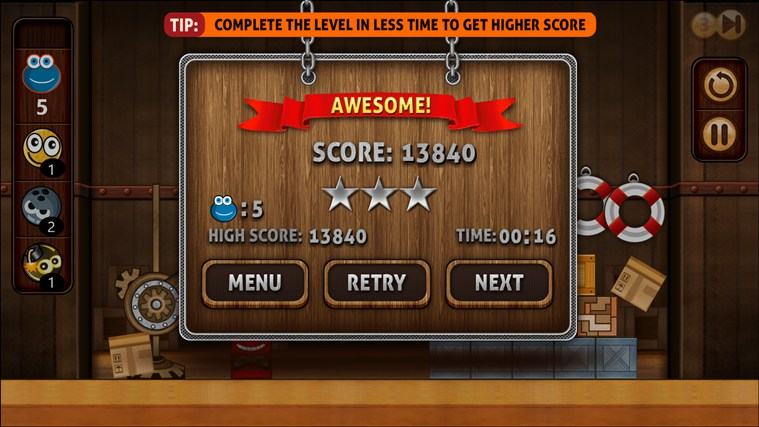 TIP: COMPLETE THE LEVEL IN LESS TIME TO GET HIGHER SCORE
5
1
2
1
AWESOME!
SCORE: 13840
: 5
HIGH SCORE: 13840
TIME: 00:16
MENU
RETRY
NEXT